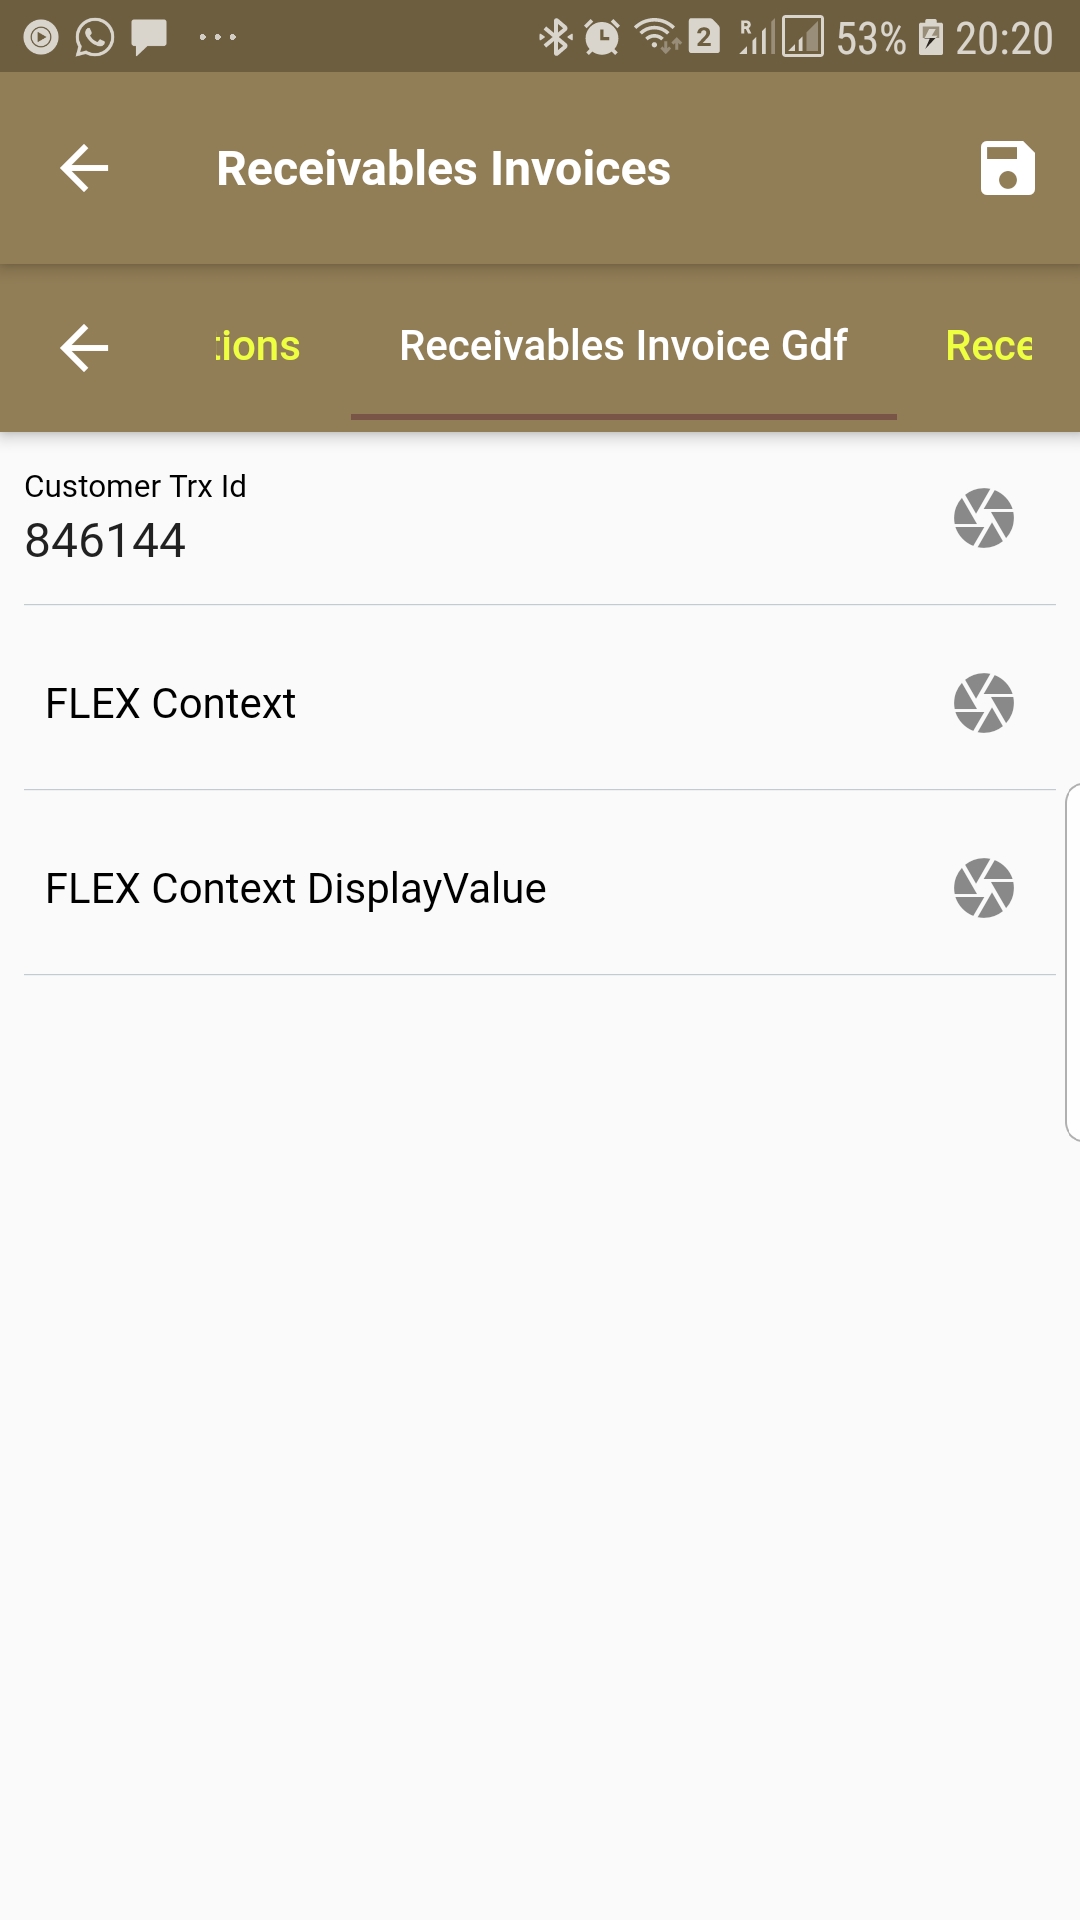 2 R 53% 20:20
Receivables Invoices
tions Receivables Invoice Gdf Rece
Customer Trx Id
846144
FLEX Context
FLEX Context DisplayValue